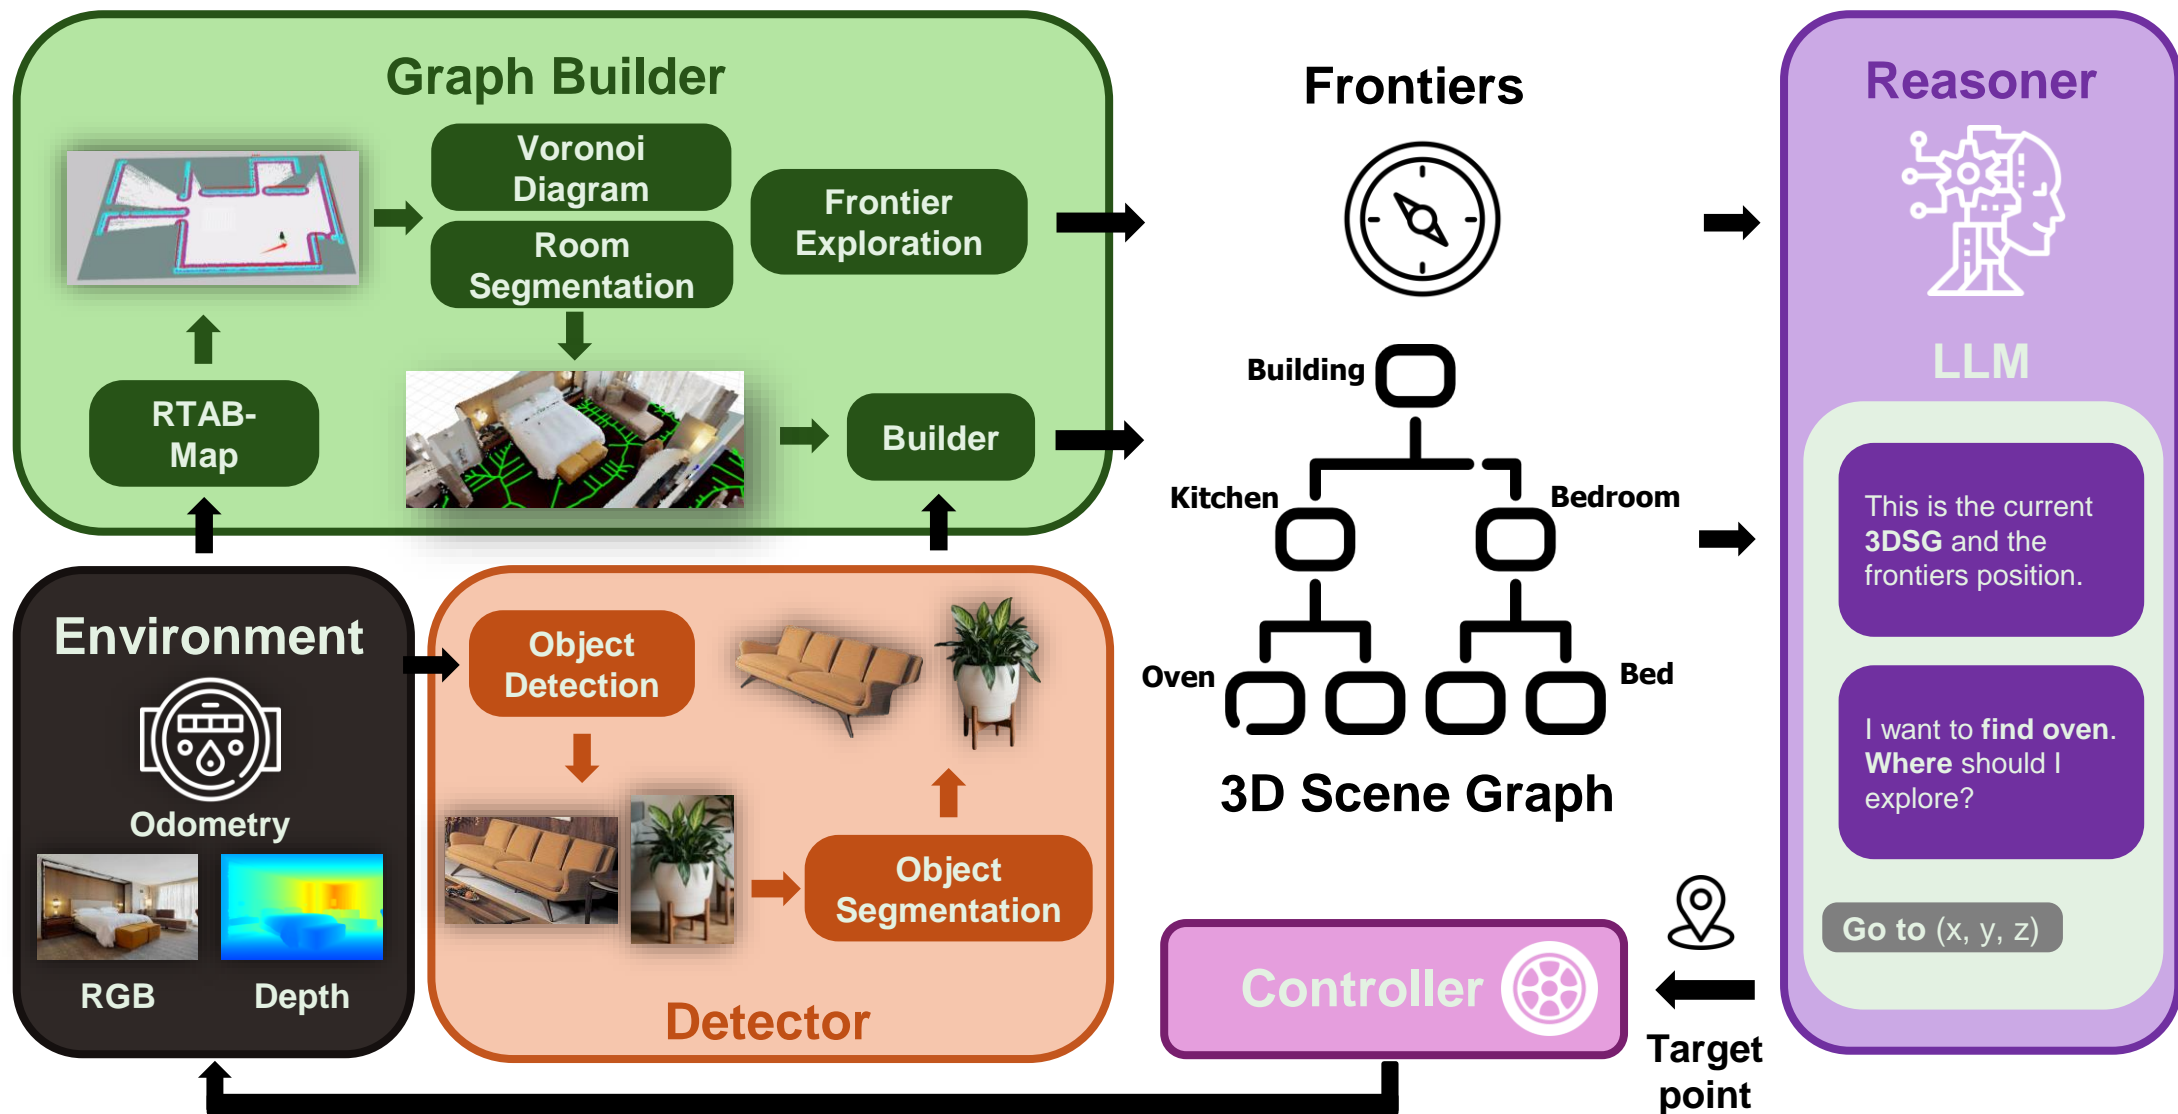 Graph Builder
Voronoi
Diagram
Room
Segmentation
Frontier
Exploration
RTAB-
Map
Builder
Environment
Odometry
RGB
Depth
Object
Detection
Object
Segmentation
Detector
Frontiers
Building
Kitchen
Bedroom
Oven
Bed
3D Scene Graph
Reasoner
LLM
This is the current
3DSG and the
frontiers position.
I want to find oven.
Where should I
explore?
Go to (x, y, z)
Controller
Target
point